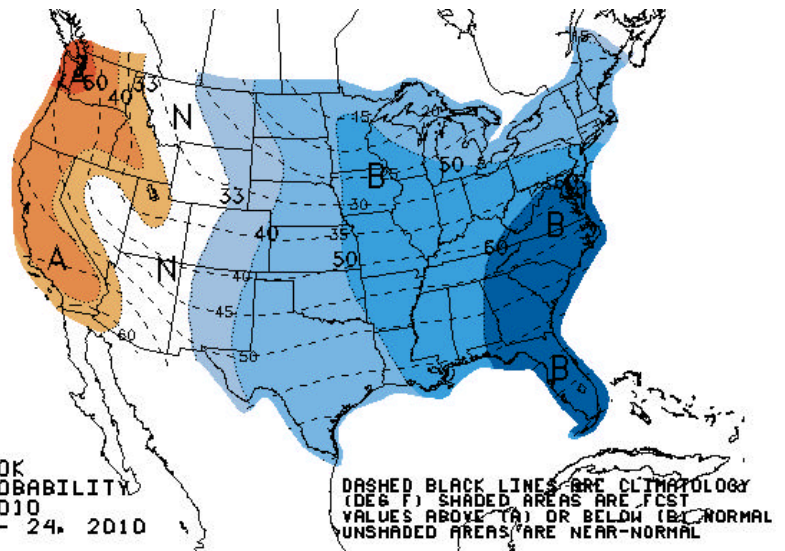 A
50
40
33
N
B
20
15
50
33
30
40
35
50
60
B
A
N
40
45
60
50
B
OK
OBABILITY
010
- 24, 2010
DASHED BLACK LINES ARE CLIMATOLOGY
(DEG F) SHADED AREAS ARE FCST
VALUES ABOVE (A) OR BELOW (B) NORMAL
UNSHADED AREAS ARE NEAR-NORMAL